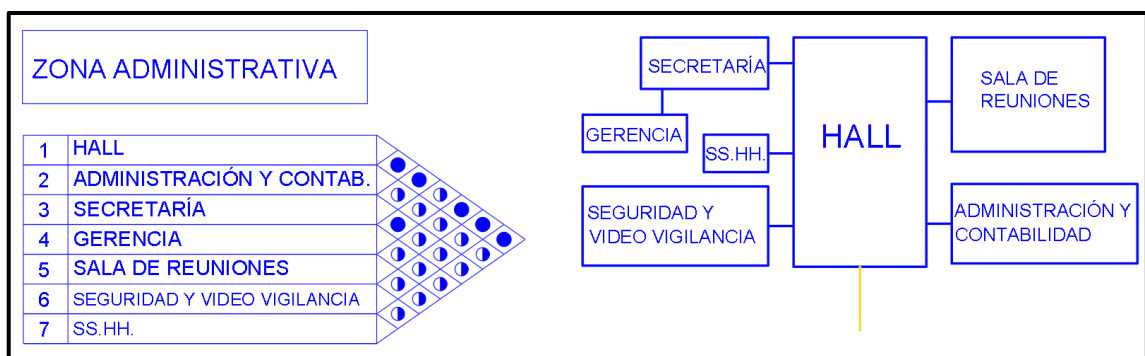 ZONA ADMINISTRATIVA
1 HALL
2 ADMINISTRACIÓN Y CONTAB.
3 SECRETARÍA
4 GERENCIA
5 SALA DE REUNIONES
6 SEGURIDAD Y VIDEO VIGILANCIA
7 SS.HH.
SECRETARÍA
GERENCIA
SS.HH.
SEGURIDAD Y
VIDEO VIGILANCIA
HALL
SALA DE
REUNIONES
ADMINISTRACIÓN Y
CONTABILIDAD